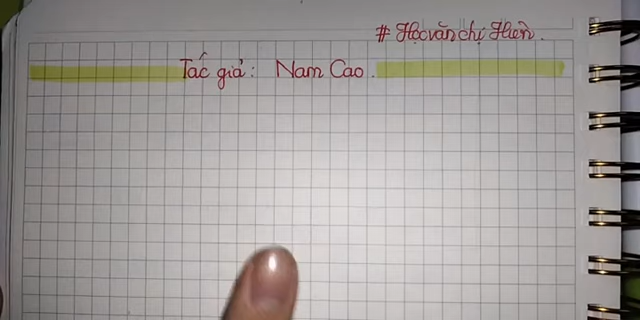 # Học văn chị Hiền.
Tác giả: Nam Cao.